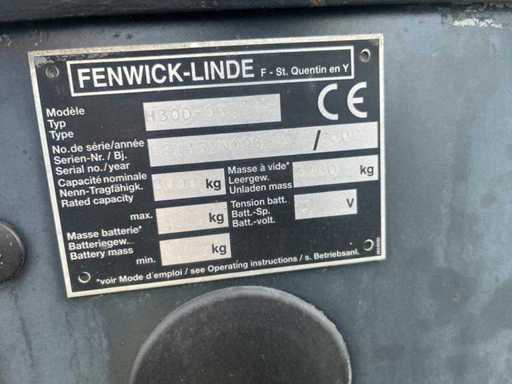 FENWICK-LINDE F - St. Quentin en Y
Modèle
Typ
Type
H30D-03
CE
No.de série/année
Serien-Nr. / Bj.
Serial no./year
/
Capacité nominale
Nenn-Tragfähigk.
Rated capacity
kg
Masse à vide*
Leergew.
Unladen mass
kg
max.
kg
Tension batt.
Batt.-Sp.
Batt.-volt.
V
Masse batterie*
Batteriegew.
Battery mass
min.
kg
*voir Mode d'emploi / see Operating instructions / s. Betriebsanl.